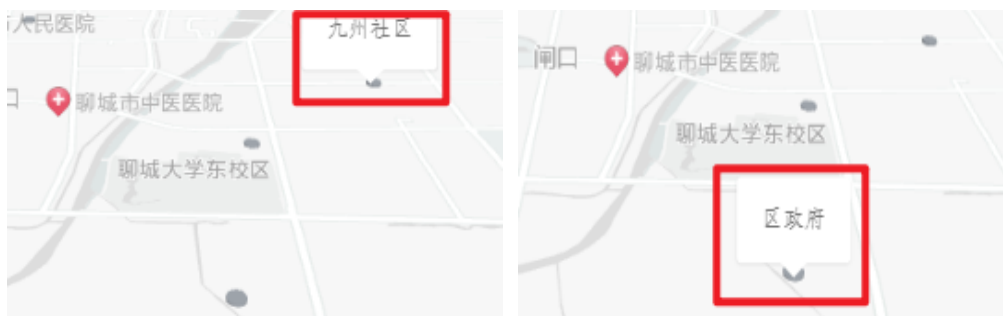 市人民医院
九州社区
口
聊城市中医医院
聊城大学东校区
闸口
聊城市中医医院
聊城大学东校区
区政府